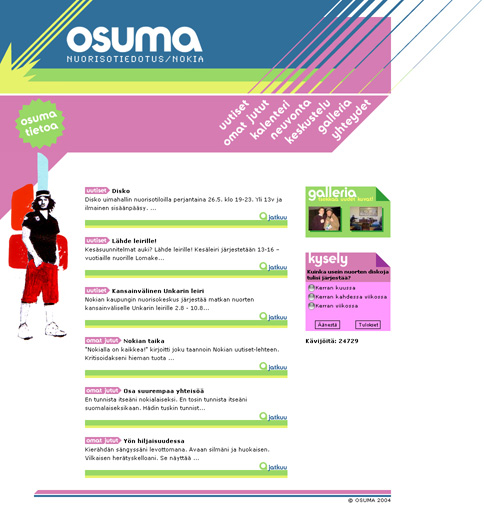 osuma
NUORISOTIEDOTUS/NOKIA
osuma
tietoa
uutiset
omat jutut
kalenteri
neuvonta
keskustelu
galleria
yhteydet
uutiset Disko
Disko uimahallin nuorisotiloilla perjantaina 26.5. klo 19-23. Yli 13v ja
ilmainen sisäänpääsy. ...
jatkuu
uutiset Lähde leirille!
Kesäsuunnitelmat auki? Lähde leirille! Kesäleiri järjestetään 13-16 -
vuotiaille nuorille Lomake...
jatkuu
uutiset Kansainvälinen Unkarin leiri
Nokian kaupungin nuorisokeskus järjestää matkan nuorten
kansainväliselle Unkarin leirille 2.8 - 10.8...
jatkuu
omat jutut Nokian taika
"Nokialla on kaikkea!" kirjoitti joku taannoin Nokian uutiset-lehteen.
Kritisoidakseni hieman tuota ...
jatkuu
omat jutut Osa suurempaa yhteisöä
En tunnista itseäni nokialaiseksi. En tosin tunnista itseäni
suomalaiseksikaan. Hädin tuskin tunnist...
jatkuu
omat jutut Yön hiljaisuudessa
Kierähdän sängyssäni levottomana. Avaan silmäni ja huokaisen.
Vilkaisen herätyskelloani. Se näyttää ...
jatkuu
galleria
tsekkaa uudet kuvat!
kysely
Kuinka usein nuorten diskoja
tulisi järjestää?
Kerran kuussa
Kerran kahdessa viikossa
Kerran viikossa
Äänestä
Tulokset
Kävijöitä: 24729
© OSUMA 2004